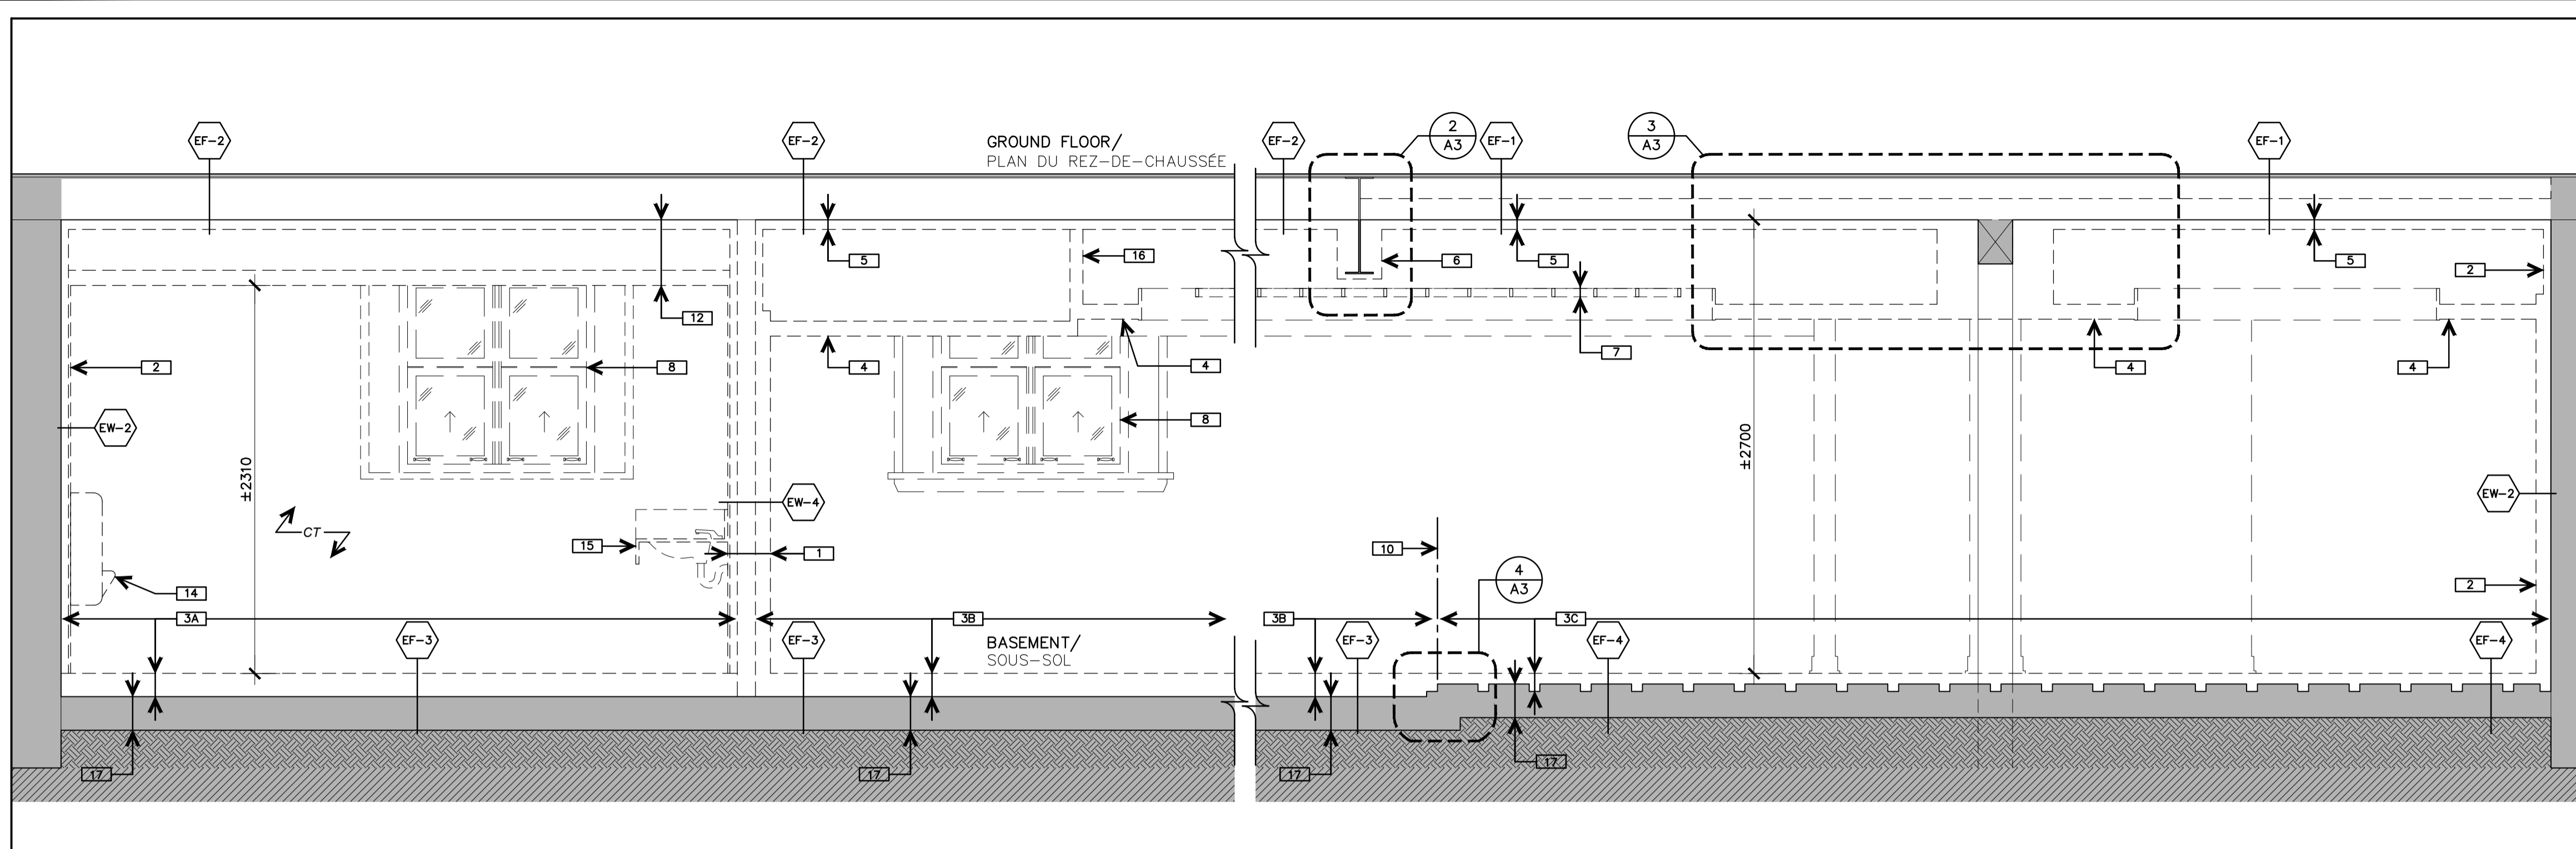 EF-2
EF-2
GROUND FLOOR/
PLAN DU REZ-DE-CHAUSSÉE
EF-2
2
A3
EF-1
3
A3
EF-1
5
16
6
5
5
2
12
7
2
8
4
4
4
4
8
EW-2
±2310
±2700
EW-4
EW-2
CT
15
1
10
4
A3
14
2
3A
3B
3B
3C
EF-3
EF-3
BASEMENT/
SOUS-SOL
EF-3
EF-4
EF-4
17
17
17
17